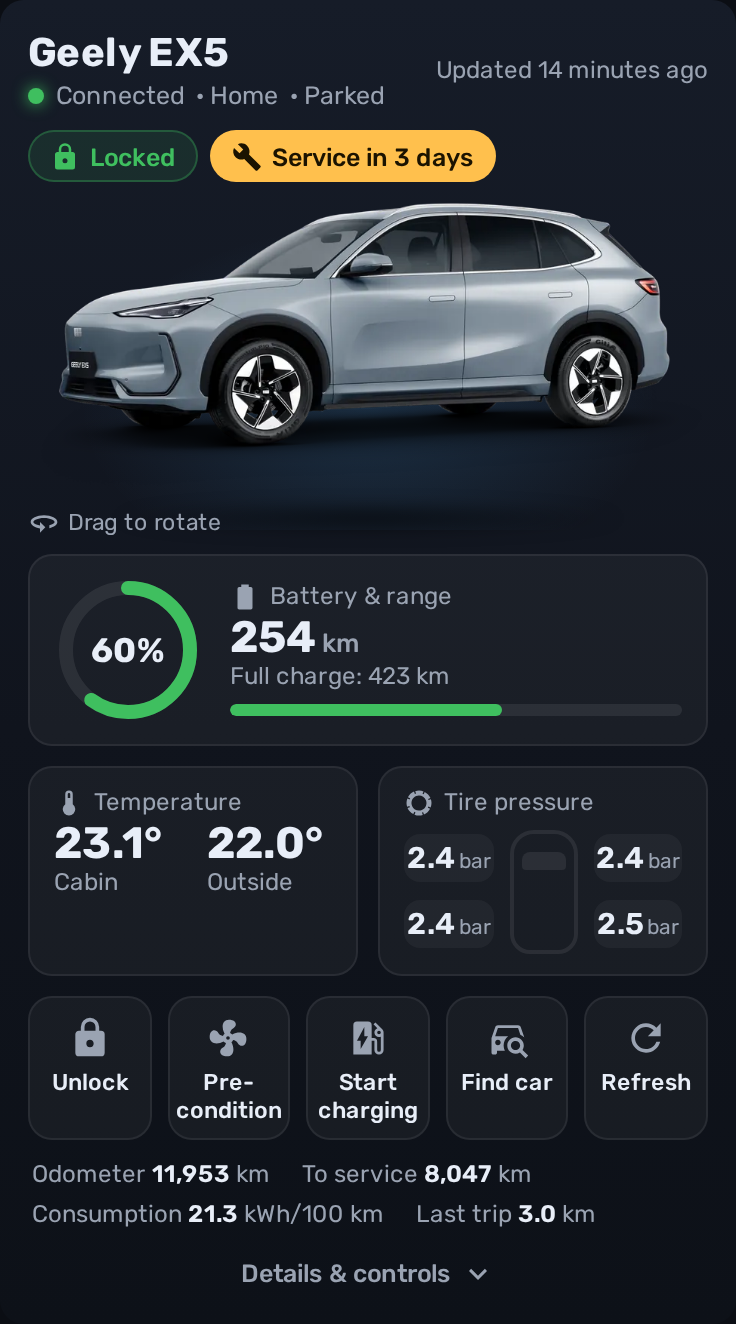 Geely EX5
Updated 14 minutes ago
Connected • Home • Parked
Locked
Service in 3 days
GEELY EX5
Drag to rotate
60%
Battery & range
254 km
Full charge: 423 km
Temperature
23.1° 22.0°
Cabin Outside
Tire pressure
2.4 bar 2.4 bar
2.4 bar 2.5 bar
Unlock
Pre-
condition
Start
charging
Find car
Refresh
Odometer 11,953 km To service 8,047 km
Consumption 21.3 kWh/100 km Last trip 3.0 km
Details & controls